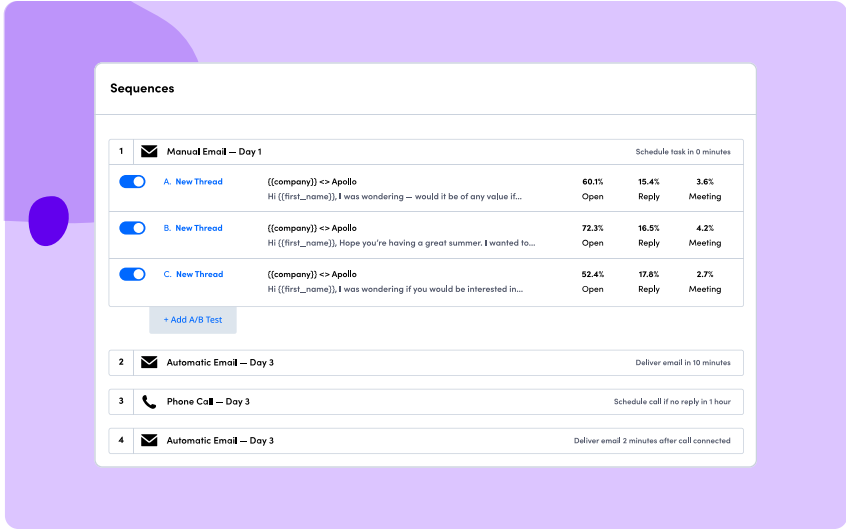 Sequences
1 Manual Email — Day 1 Schedule task in 0 minutes
A. New Thread {{company}} <> Apollo 60.1% 15.4% 3.6%
Hi {{first_name}}, I was wondering — would it be of any value if... Open Reply Meeting
B. New Thread {{company}} <> Apollo 72.3% 16.5% 4.2%
Hi {{first_name}}, Hope you're having a great summer. I wanted to... Open Reply Meeting
C. New Thread {{company}} <> Apollo 52.4% 17.8% 2.7%
Hi {{first_name}}, I was wondering if you would be interested in... Open Reply Meeting
+ Add A/B Test
2 Automatic Email — Day 3 Deliver email in 10 minutes
3 Phone Call — Day 3 Schedule call if no reply in 1 hour
4 Automatic Email — Day 3 Deliver email 2 minutes after call connected